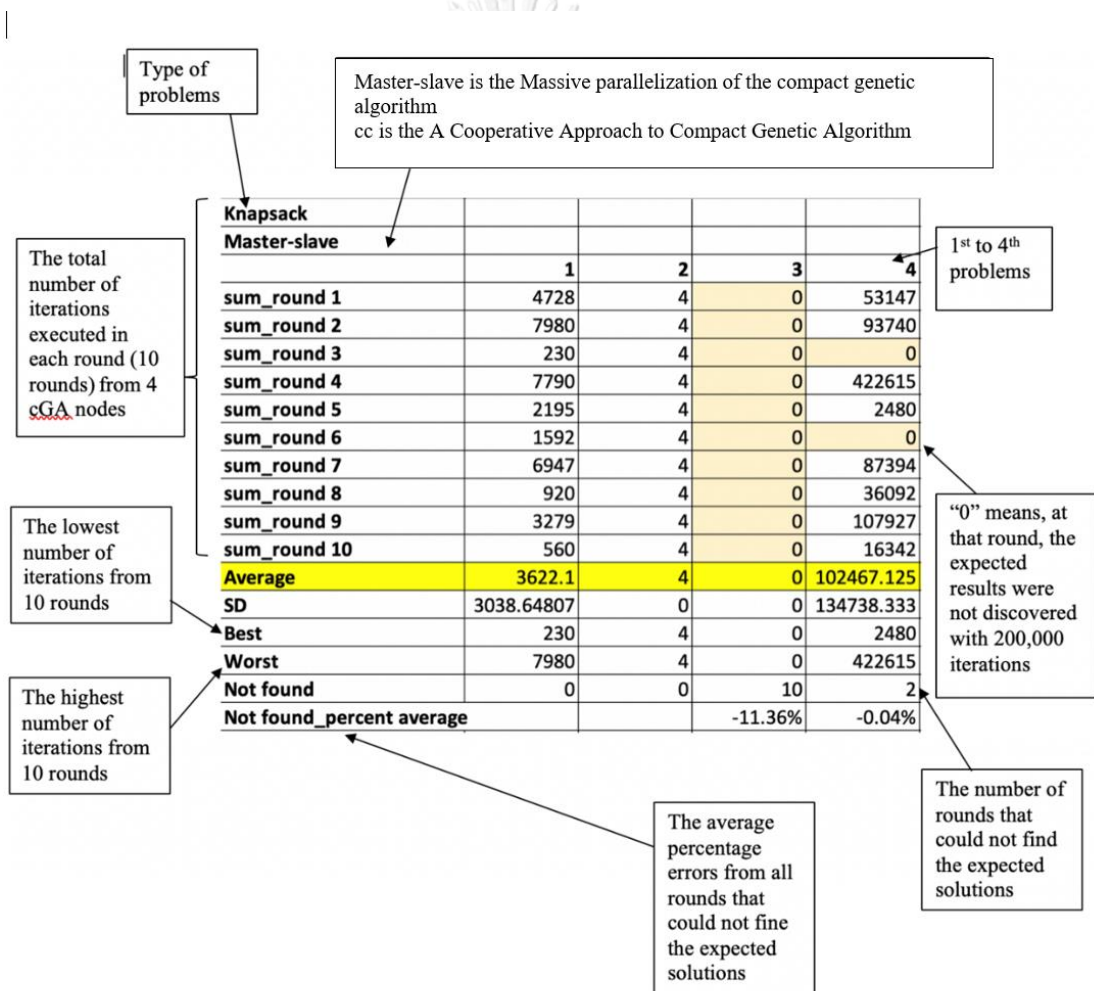 Type of
problems
Master-slave is the Massive parallelization of the compact genetic
algorithm
cc is the A Cooperative Approach to Compact Genetic Algorithm
The total
number of
iterations
executed in
each round (10
rounds) from 4
cGA nodes
Knapsack
Master-slave
1 2 3 4
sum_round 1 4728 4 0 53147
sum_round 2 7980 4 0 93740
sum_round 3 230 4 0 0
sum_round 4 7790 4 0 422615
sum_round 5 2195 4 0 2480
sum_round 6 1592 4 0 0
sum_round 7 6947 4 0 87394
sum_round 8 920 4 0 36092
sum_round 9 3279 4 0 107927
sum_round 10 560 4 0 16342
Average 3622.1 4 0 102467.125
SD 3038.64807 0 0 134738.333
Best 230 4 0 2480
Worst 7980 4 0 422615
Not found 0 0 10 2
Not found_percent average -11.36% -0.04%
1st to 4th
problems
The lowest
number of
iterations from
10 rounds
"0" means, at
that round, the
expected
results were
not discovered
with 200,000
iterations
The highest
number of
iterations from
10 rounds
The average
percentage
errors from all
rounds that
could not fine
the expected
solutions
The number of
rounds that
could not find
the expected
solutions